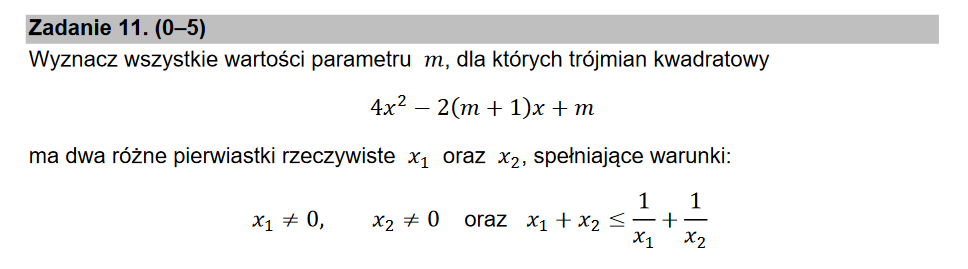 Zadanie 11. (0–5)
Wyznacz wszystkie wartości parametru m, dla których trójmian kwadratowy
4x² − 2(m + 1)x + m
ma dwa różne pierwiastki rzeczywiste x₁ oraz x₂, spełniające warunki:
x₁ ≠ 0, x₂ ≠ 0 oraz x₁ + x₂ ≤ 1/x₁ + 1/x₂